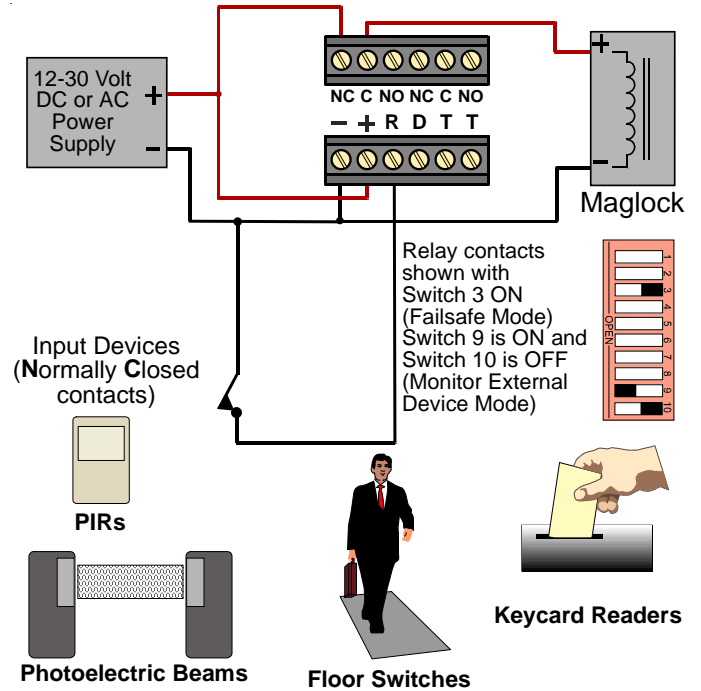 12-30 Volt
DC or AC
Power
Supply
+
−
NC C NO NC C NO
− + R D T T
+
−
Maglock
Relay contacts
shown with
Switch 3 ON
(Failsafe Mode)
Switch 9 is ON and
Switch 10 is OFF
(Monitor External
Device Mode)
OPEN
1
2
3
4
5
6
7
8
9
10
Input Devices
(Normally Closed
contacts)
PIRs
Photoelectric Beams
Floor Switches
Keycard Readers